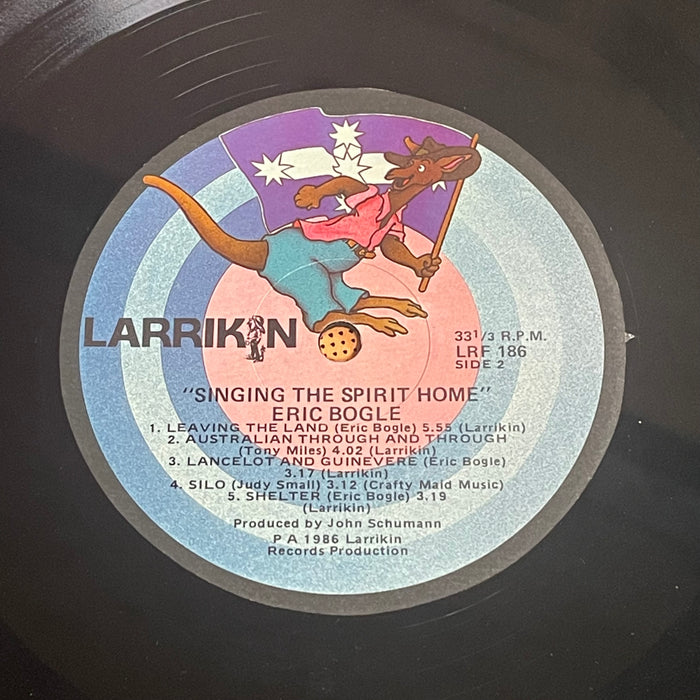 LARRIKIN
33 1/3 R.P.M.
LRF 186
SIDE 2
"SINGING THE SPIRIT HOME"
ERIC BOGLE
1. LEAVING THE LAND (Eric Bogle) 5.55 (Larrikin)
2. AUSTRALIAN THROUGH AND THROUGH
(Tony Miles) 4.02 (Larrikin)
3. LANCELOT AND GUINEVERE (Eric Bogle)
3.17 (Larrikin)
4. SILO (Judy Small) 3.12 (Crafty Maid Music)
5. SHELTER (Eric Bogle) 3.19
(Larrikin)
Produced by John Schumann
P A 1986 Larrikin
Records Production